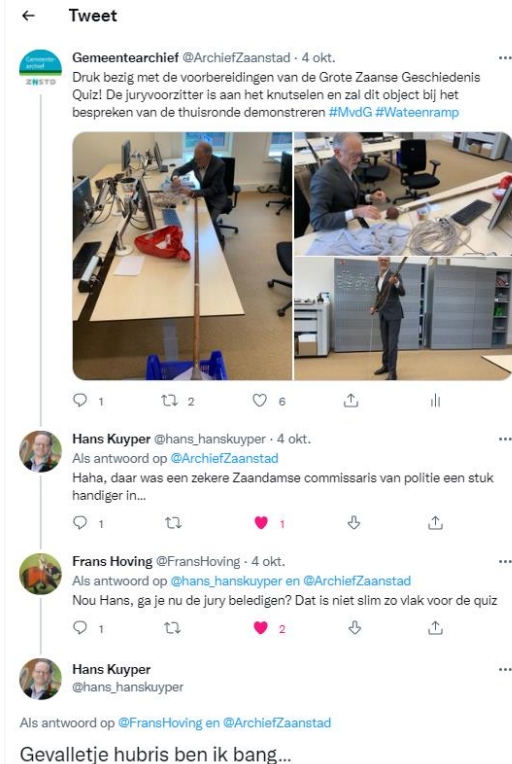 Tweet
Gemeentearchief @ArchiefZaanstad · 4 okt.
Druk bezig met de voorbereidingen van de Grote Zaanse Geschiedenis
Quiz! De juryvoorzitter is aan het knutselen en zal dit object bij het
bespreken van de thuisronde demonstreren #MvdG #Wateenramp
1 2 6
Hans Kuyper @hans_hanskuyper · 4 okt.
Als antwoord op @ArchiefZaanstad
Haha, daar was een zekere Zaandamse commissaris van politie een stuk
handiger in...
1 1
Frans Hoving @FransHoving · 4 okt.
Als antwoord op @hans_hanskuyper en @ArchiefZaanstad
Nou Hans, ga je nu de jury beledigen? Dat is niet slim zo vlak voor de quiz
1 2
Hans Kuyper
@hans_hanskuyper
Als antwoord op @FransHoving en @ArchiefZaanstad
Gevalletje hubris ben ik bang...